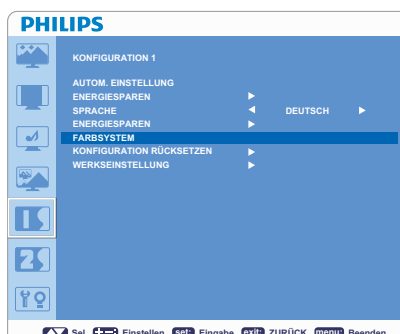 PHILIPS
KONFIGURATION 1
AUTOM. EINSTELLUNG
ENERGIESPAREN
SPRACHE DEUTSCH
ENERGIESPAREN
FARBSYSTEM
KONFIGURATION RÜCKSETZEN
WERKSEINSTELLUNG
Sel. Einstellen set: Eingabe exit: ZURÜCK menu: Beenden